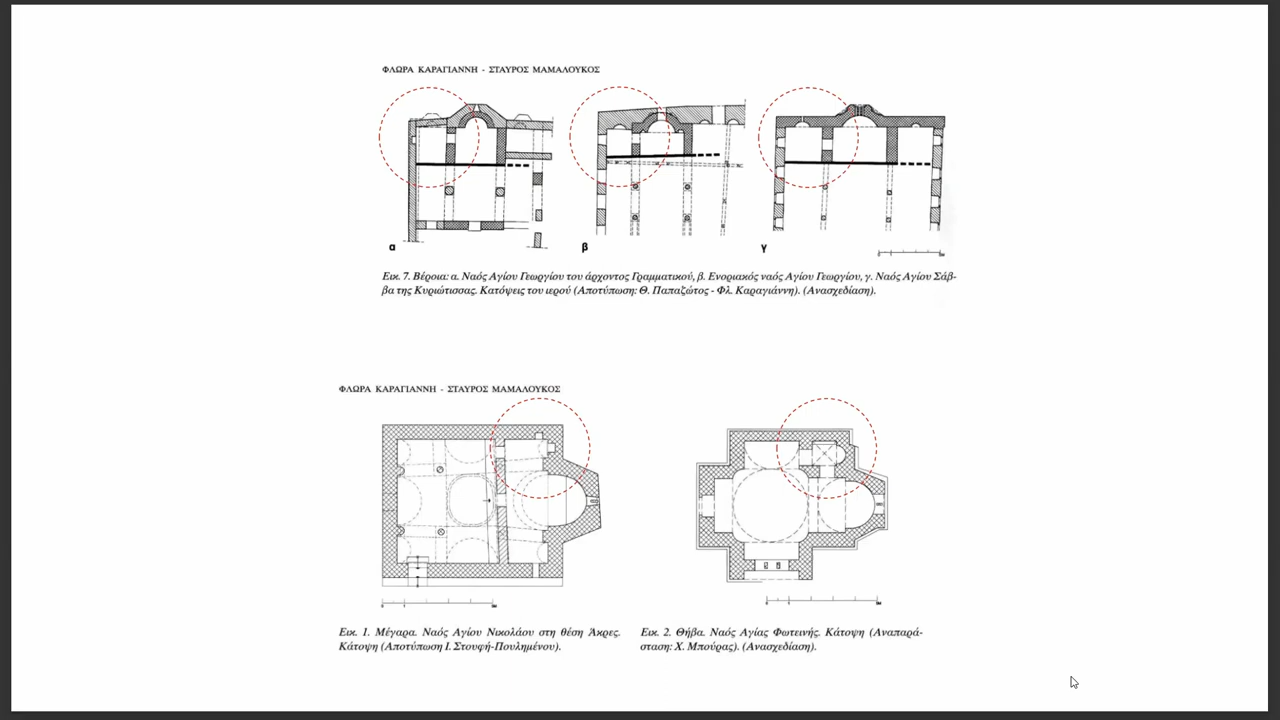 ΦΛΩΡΑ ΚΑΡΑΓΙΑΝΝΗ - ΣΤΑΥΡΟΣ ΜΑΜΑΛΟΥΚΟΣ
α
β
γ
Εικ. 7. Βέροια: α. Ναός Αγίου Γεωργίου του άρχοντος Γραμματικού, β. Ενοριακός ναός Αγίου Γεωργίου, γ. Ναός Αγίου Σάβ-
βα της Κυριώτισσας. Κατόψεις του ιερού (Αποτύπωση: Θ. Παπαζώτος - Φλ. Καραγιάννη). (Ανασχεδίαση).
ΦΛΩΡΑ ΚΑΡΑΓΙΑΝΝΗ - ΣΤΑΥΡΟΣ ΜΑΜΑΛΟΥΚΟΣ
Εικ. 1. Μέγαρα. Ναός Αγίου Νικολάου στη θέση Άκρες.
Κάτοψη (Αποτύπωση Ι. Στουφή-Πουλημένου).
Εικ. 2. Θήβα. Ναός Αγίας Φωτεινής. Κάτοψη (Αναπαρά-
σταση: Χ. Μπούρας). (Ανασχεδίαση).